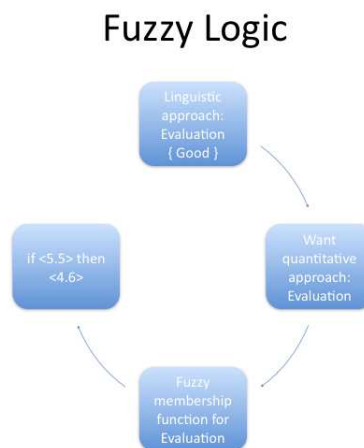 Fuzzy Logic
Linguistic
approach:
Evaluation
{ Good }
Want
quantitative
approach:
Evaluation
Fuzzy
membership
function for
Evaluation
if <5.5> then
<4.6>